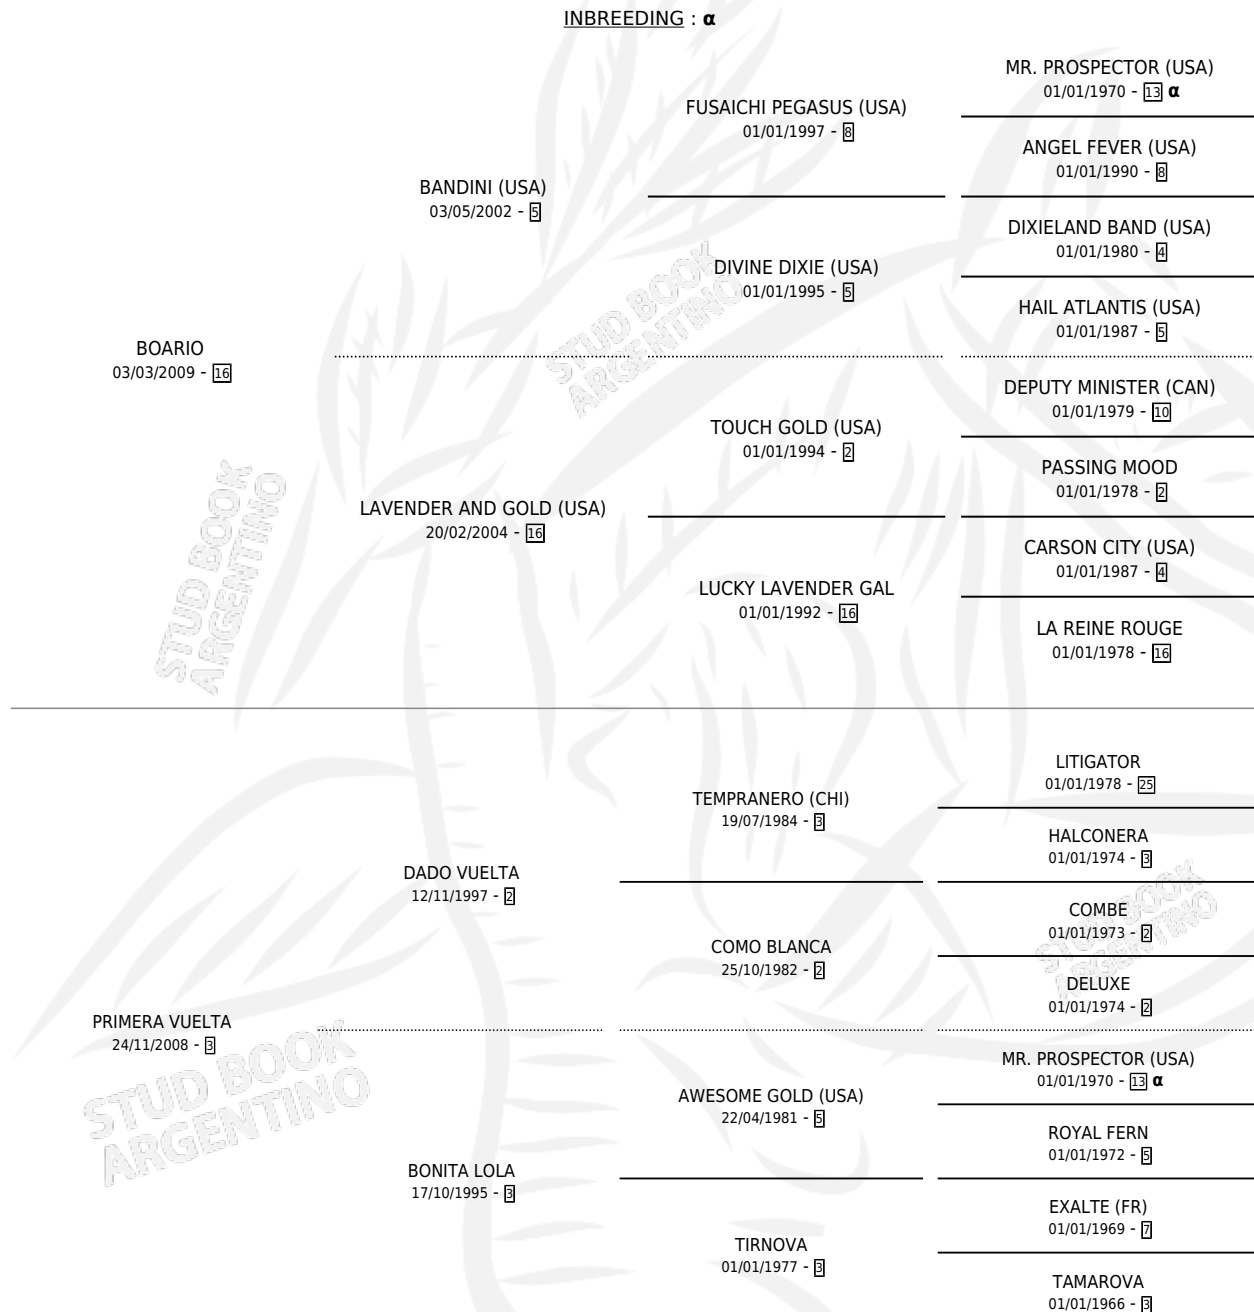 INBREEDING : α
MR. PROSPECTOR (USA)
01/01/1970 - 13 α
FUSAICHI PEGASUS (USA)
01/01/1997 - 8
ANGEL FEVER (USA)
01/01/1990 - 8
BANDINI (USA)
03/05/2002 - 5
DIXIELAND BAND (USA)
01/01/1980 - 4
DIVINE DIXIE (USA)
01/01/1995 - 5
HAIL ATLANTIS (USA)
01/01/1987 - 5
BOARIO
03/03/2009 - 16
DEPUTY MINISTER (CAN)
01/01/1979 - 10
TOUCH GOLD (USA)
01/01/1994 - 2
PASSING MOOD
01/01/1978 - 2
LAVENDER AND GOLD (USA)
20/02/2004 - 16
CARSON CITY (USA)
01/01/1987 - 4
LUCKY LAVENDER GAL
01/01/1992 - 16
LA REINE ROUGE
01/01/1978 - 16
LITIGATOR
01/01/1978 - 25
TEMPRANERO (CHI)
19/07/1984 - 3
HALCONERA
01/01/1974 - 3
DADO VUELTA
12/11/1997 - 2
COMBE
01/01/1973 - 2
COMO BLANCA
25/10/1982 - 2
DELUXE
01/01/1974 - 2
PRIMERA VUELTA
24/11/2008 - 3
MR. PROSPECTOR (USA)
01/01/1970 - 13 α
AWESOME GOLD (USA)
22/04/1981 - 5
ROYAL FERN
01/01/1972 - 5
BONITA LOLA
17/10/1995 - 3
EXALTE (FR)
01/01/1969 - 7
TIRNOVA
01/01/1977 - 3
TAMAROVA
01/01/1966 - 3
STUD BOOK
ARGENTINO
STUD BOOK
ARGENTINO
STUD BOOK
ARGENTINO
STUD BOOK
ARGENTINO